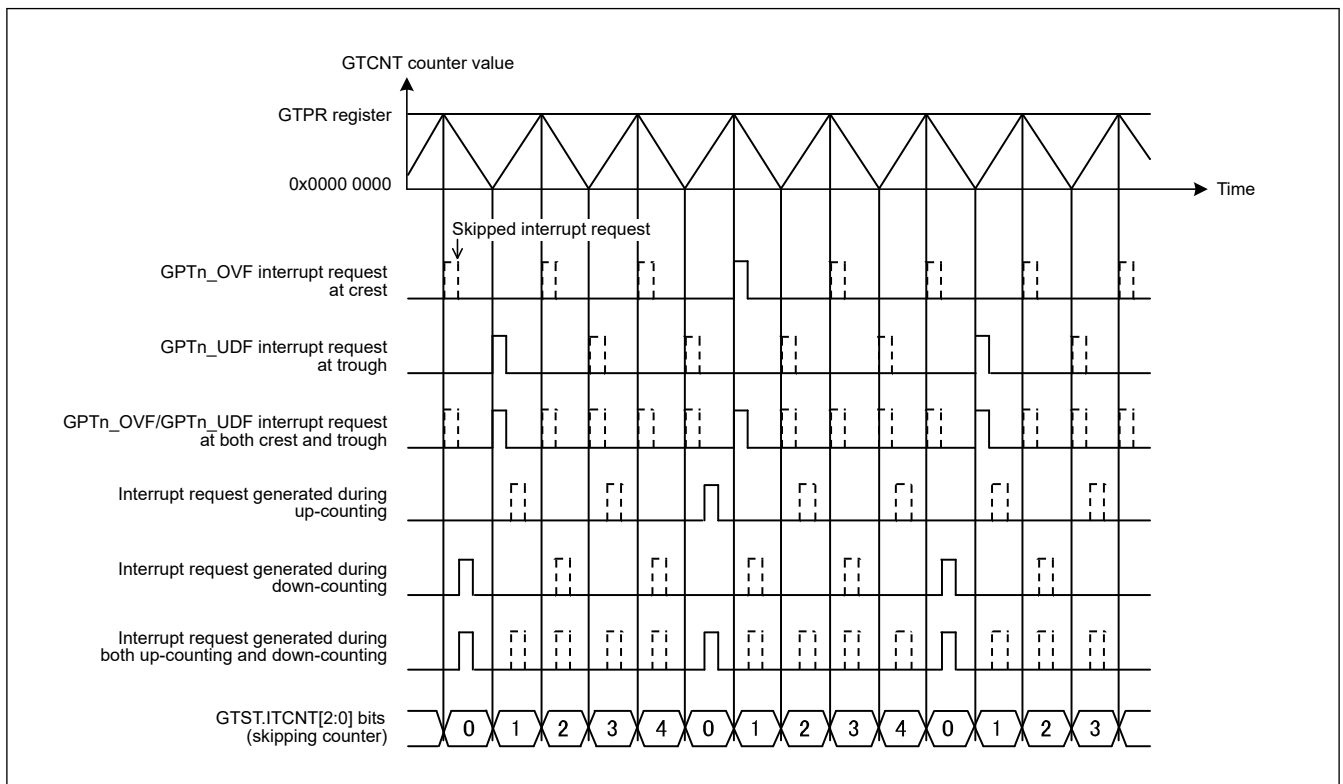 GTCNT counter value
GTPR register
0x0000 0000
Time
Skipped interrupt request
GPTn_OVF interrupt request
at crest
GPTn_UDF interrupt request
at trough
GPTn_OVF/GPTn_UDF interrupt request
at both crest and trough
Interrupt request generated during
up-counting
Interrupt request generated during
down-counting
Interrupt request generated during
both up-counting and down-counting
GTST.ITCNT[2:0] bits
(skipping counter)
0 1 2 3 4 0 1 2 3 4 0 1 2 3